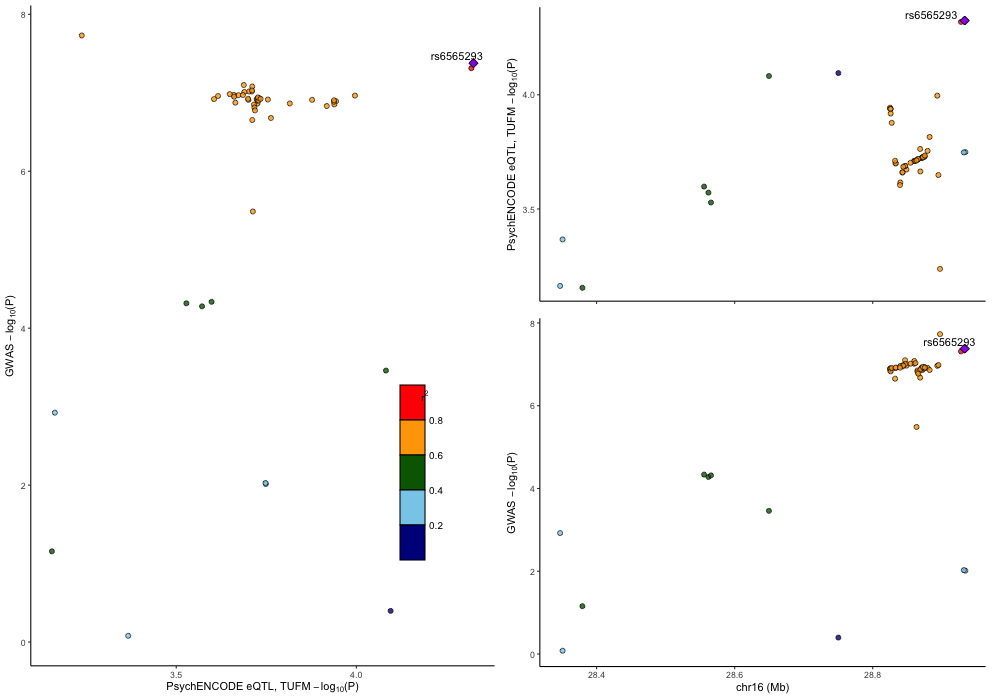 GWAS −log₁₀(P)
8
6
4
2
0
rs6565293
r²
0.8
0.6
0.4
0.2
3.5
4.0
PsychENCODE eQTL, TUFM −log₁₀(P)
PsychENCODE eQTL, TUFM −log₁₀(P)
4.0
3.5
rs6565293
GWAS −log₁₀(P)
8
6
4
2
0
rs6565293
28.4
28.6
28.8
chr16 (Mb)